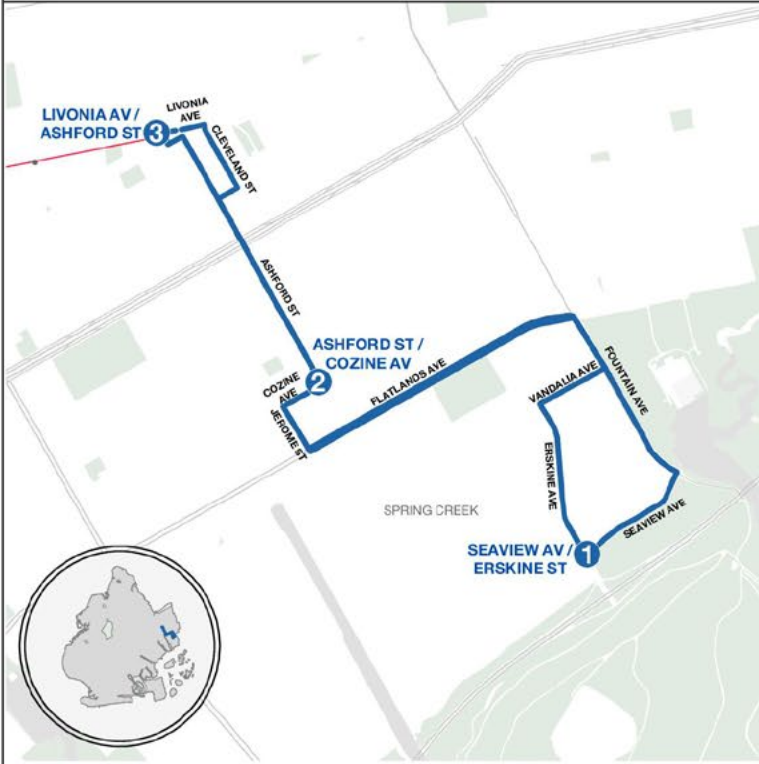 LIVONIA AV /
ASHFORD ST
3
LIVONIA
AVE
CLEVELAND ST
ASHFORD ST
ASHFORD ST /
COZINE AV
2
COZINE
AVE
JEROME ST
FLATLANDS AVE
FOUNTAIN AVE
VANDALIA AVE
ERSKINE AVE
SEAVIEW AVE
SPRING CREEK
SEAVIEW AV /
ERSKINE ST
1